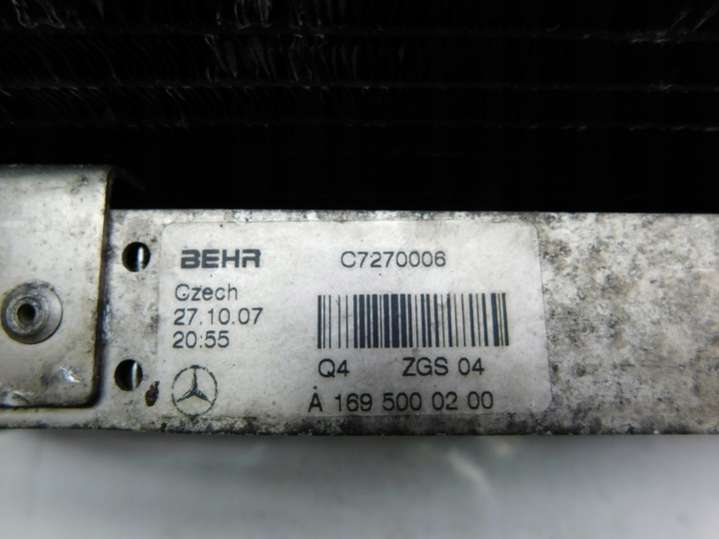 BEHR C7270006
Czech
27.10.07
20:55
Q4 ZGS 04
A 169 500 02 00